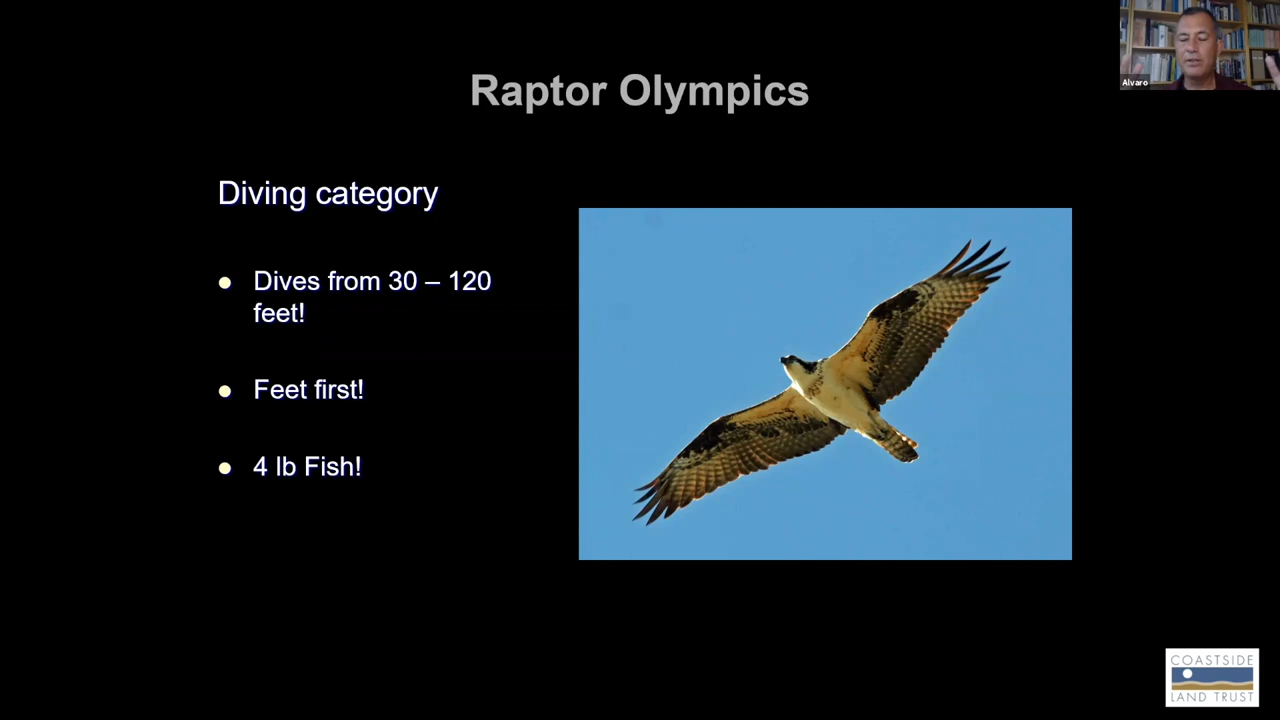 Raptor Olympics
Alvaro
Diving category
Dives from 30 – 120
feet!
Feet first!
4 lb Fish!
COASTSIDE
LAND TRUST